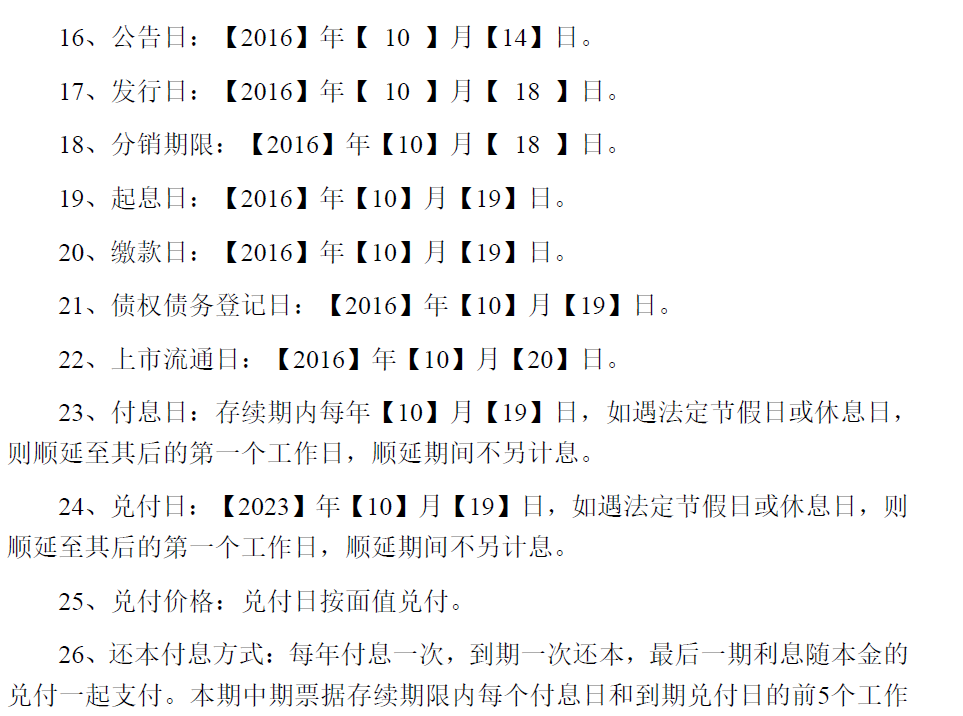 16、公告日：【2016】年【 10 】月【14】日。
17、发行日：【2016】年【 10 】月【 18 】日。
18、分销期限：【2016】年【10】月【 18 】日。
19、起息日：【2016】年【10】月【19】日。
20、缴款日：【2016】年【10】月【19】日。
21、债权债务登记日：【2016】年【10】月【19】日。
22、上市流通日：【2016】年【10】月【20】日。
23、付息日：存续期内每年【10】月【19】日，如遇法定节假日或休息日，
则顺延至其后的第一个工作日，顺延期间不另计息。
24、兑付日：【2023】年【10】月【19】日，如遇法定节假日或休息日，则
顺延至其后的第一个工作日，顺延期间不另计息。
25、兑付价格：兑付日按面值兑付。
26、还本付息方式：每年付息一次，到期一次还本，最后一期利息随本金的
兑付一起支付。本期中期票据存续期限内每个付息日和到期兑付日的前5个工作